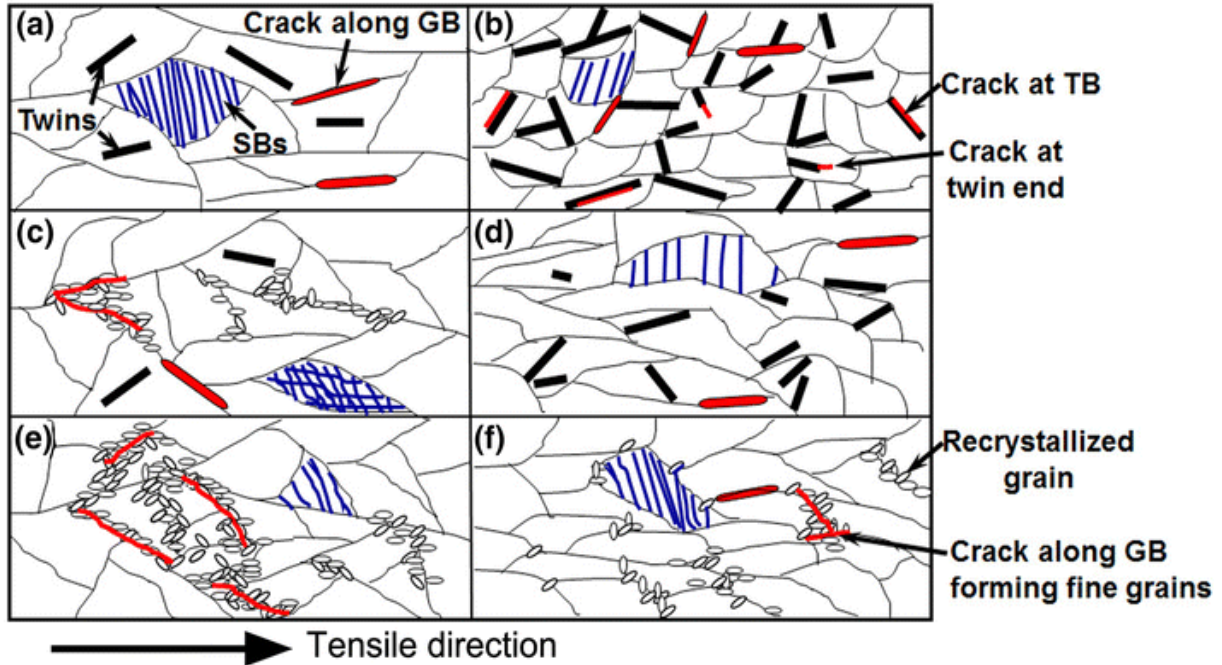 (a)
Crack along GB
(b)
Twins
SBs
Crack at TB
Crack at
twin end
(c)
(d)
(e)
(f)
Recrystallized
grain
Crack along GB
forming fine grains
Tensile direction